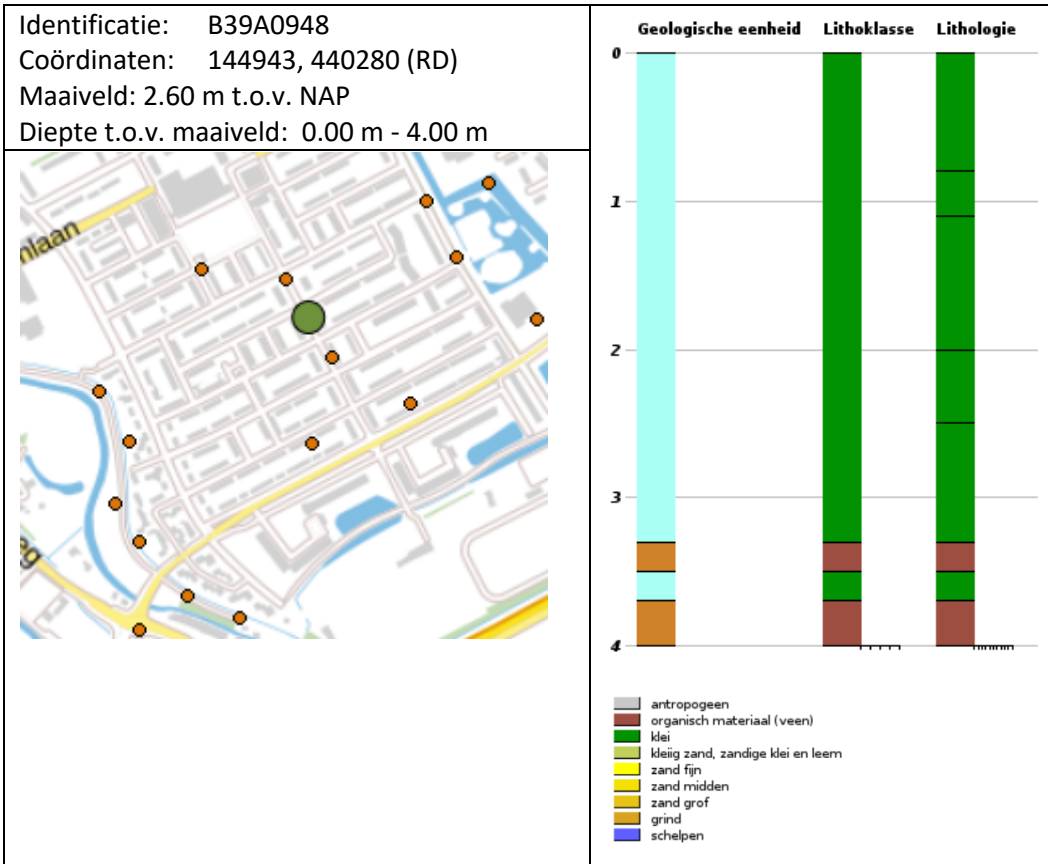 Identificatie: B39A0948
Coördinaten: 144943, 440280 (RD)
Maaiveld: 2.60 m t.o.v. NAP
Diepte t.o.v. maaiveld: 0.00 m - 4.00 m
nlaan
eg
Geologische eenheid Lithoklasse Lithologie
0
1
2
3
4
antropogeen
organisch materiaal (veen)
klei
kleiig zand, zandige klei en leem
zand fijn
zand midden
zand grof
grind
schelpen